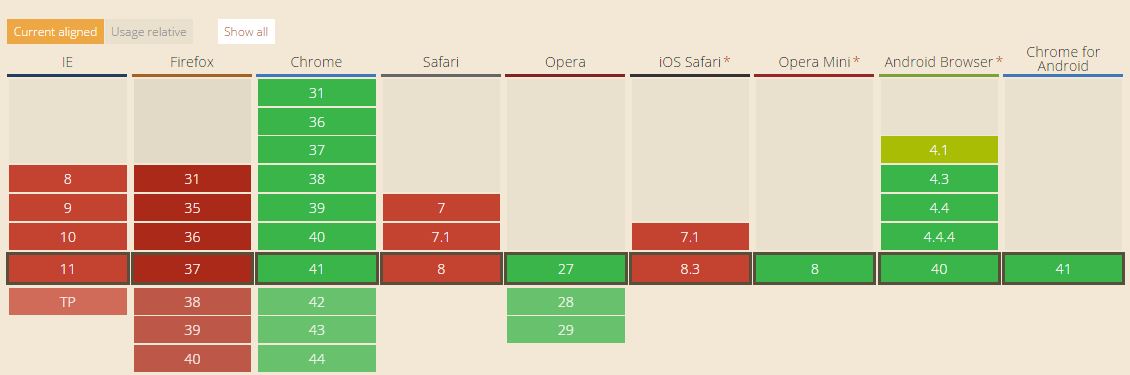 Current aligned Usage relative Show all
IE Firefox Chrome Safari Opera iOS Safari* Opera Mini* Android Browser* Chrome for Android
31
36
37 4.1
8 31 38 4.3
9 35 39 7 4.4
10 36 40 7.1 7.1 4.4.4
11 37 41 8 27 8.3 8 40 41
TP 38 42 28
39 43 29
40 44